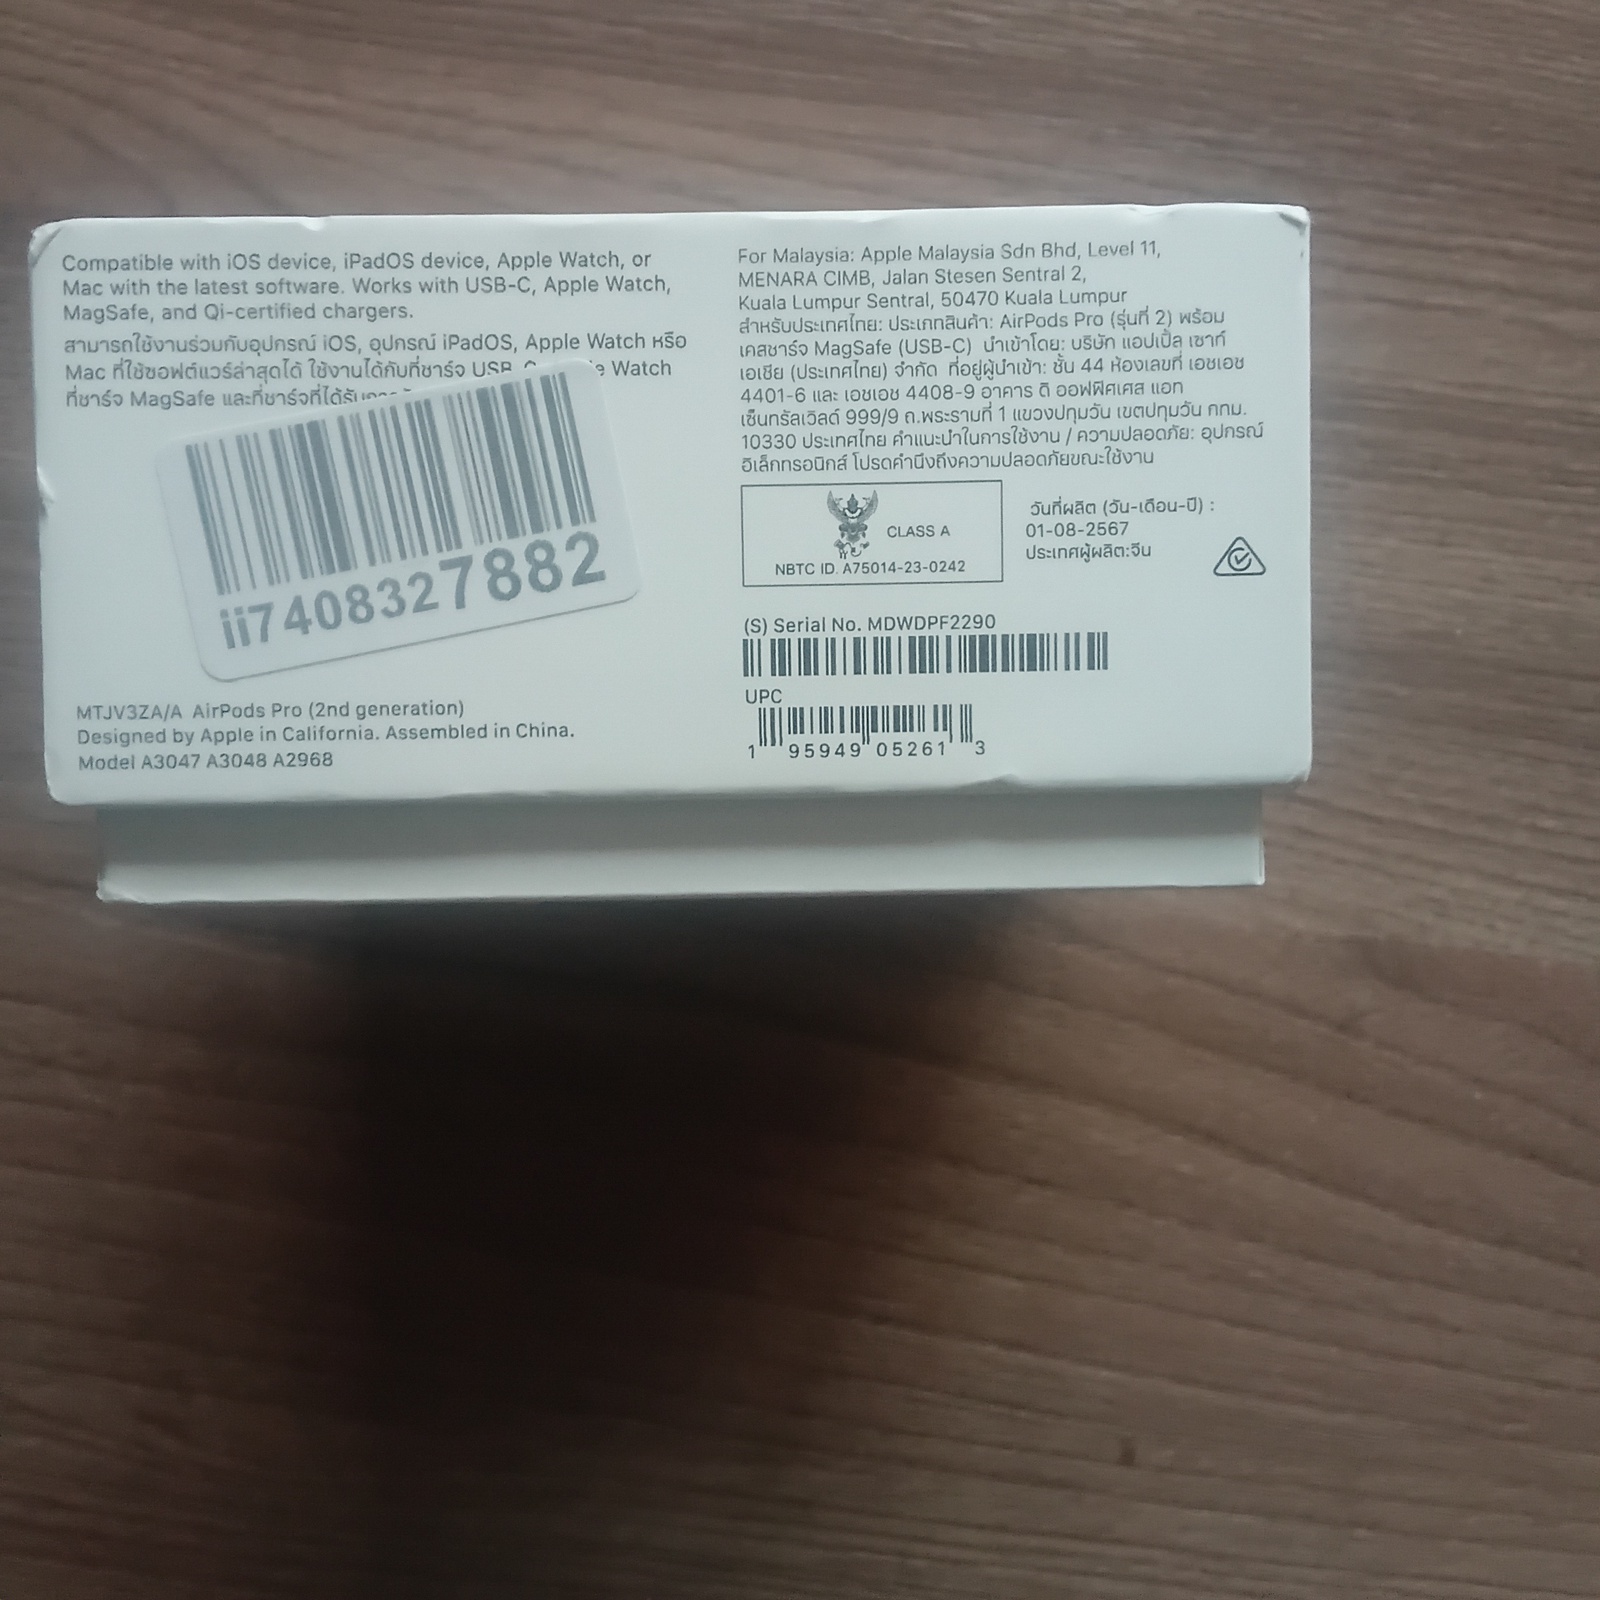 Compatible with iOS device, iPadOS device, Apple Watch, or
Mac with the latest software. Works with USB-C, Apple Watch,
MagSafe, and Qi-certified chargers.
สามารถใช้งานร่วมกับอุปกรณ์ iOS, อุปกรณ์ iPadOS, Apple Watch หรือ
Mac ที่ใช้ซอฟต์แวร์ล่าสุดได้ ใช้งานได้กับที่ชาร์จ Watch
ที่ชาร์จ MagSafe และที่ชาร์จที่ได้รับ
ii7408327882
MTJV3ZA/A AirPods Pro (2nd generation)
Designed by Apple in California. Assembled in China.
Model A3047 A3048 A2968
For Malaysia: Apple Malaysia Sdn Bhd, Level 11,
MENARA CIMB, Jalan Stesen Sentral 2,
Kuala Lumpur Sentral, 50470 Kuala Lumpur
สำหรับประเทศไทย: ประเภทสินค้า: AirPods Pro (รุ่นที่ 2) พร้อม
เคสชาร์จ MagSafe (USB-C) นำเข้าโดย: บริษัท แอปเปิ้ล เซาท์
เอเชีย (ประเทศไทย) จำกัด ที่อยู่ผู้นำเข้า: ชั้น 44 ห้องเลขที่ เอชเอช
4401-6 และ เอชเอช 4408-9 อาคาร ดิ ออฟฟิศเศส แอท
เซ็นทรัลเวิลด์ 999/9 ถ.พระรามที่ 1 แขวงปทุมวัน เขตปทุมวัน กทม.
10330 ประเทศไทย คำแนะนำในการใช้งาน / ความปลอดภัย: อุปกรณ์
อิเล็กทรอนิกส์ โปรดคำนึงถึงความปลอดภัยขณะใช้งาน
CLASS A
NBTC ID. A75014-23-0242
วันที่ผลิต (วัน-เดือน-ปี) :
01-08-2567
ประเทศผู้ผลิต:จีน
(S) Serial No. MDWDPF2290
UPC
1 95949 05261 3